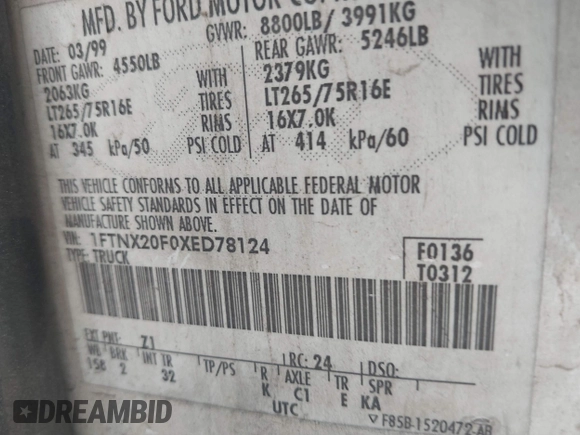 MFD. BY FORD MOTOR
GVWR: 8800LB/ 3991KG
DATE: 03/99
FRONT GAWR: 4550LB
REAR GAWR: 5246LB
2063KG WITH 2379KG WITH
LT265/75R16E TIRES LT265/75R16E TIRES
16X7.0K RIMS 16X7.0K RIMS
AT 345 kPa/50 PSI COLD AT 414 kPa/60 PSI COLD
THIS VEHICLE CONFORMS TO ALL APPLICABLE FEDERAL MOTOR
VEHICLE SAFETY STANDARDS IN EFFECT ON THE DATE OF
MANUFACTURE SHOWN ABOVE.
VIN: 1FTNX20F0XED78124
TYPE: TRUCK
F0136
T0312
EXT PNT: Z1 RC: 24 DSO:
WB BRK INT TR TP/PS R AXLE TR SPR
158 2 32 K C1 E KA
UTC
F85B-1520472-AB
DREAMBID